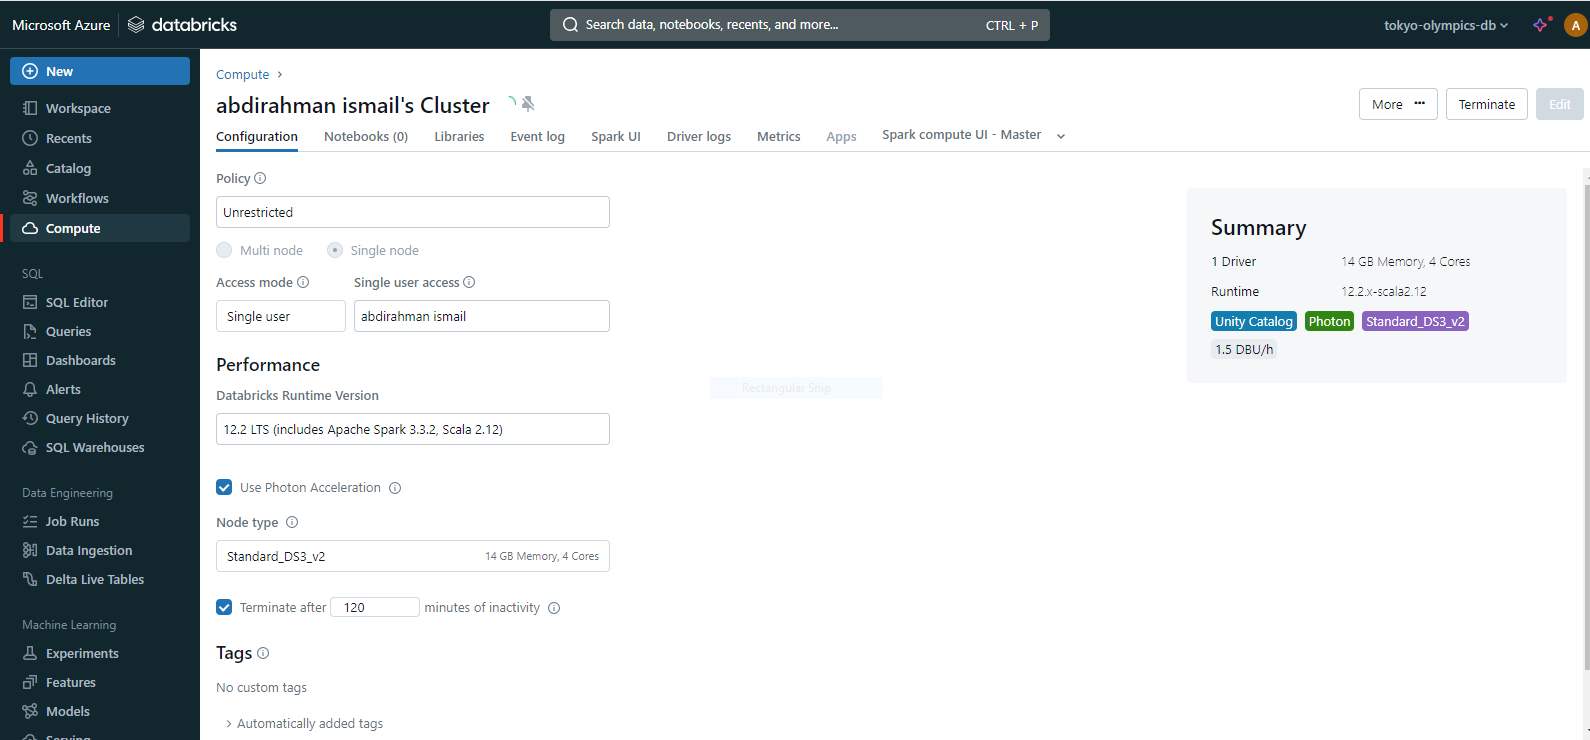 Microsoft Azure databricks Search data, notebooks, recents, and more... CTRL + P tokyo-olympics-db A
New
Workspace
Recents
Catalog
Workflows
Compute
SQL
SQL Editor
Queries
Dashboards
Alerts
Query History
SQL Warehouses
Data Engineering
Job Runs
Data Ingestion
Delta Live Tables
Machine Learning
Experiments
Features
Models
Serving
Compute
abdirahman ismail's Cluster
More Terminate Edit
Configuration Notebooks (0) Libraries Event log Spark UI Driver logs Metrics Apps Spark compute UI - Master
Policy
Unrestricted
Multi node Single node
Access mode Single user access
Single user abdirahman ismail
Performance
Databricks Runtime Version
12.2 LTS (includes Apache Spark 3.3.2, Scala 2.12)
Use Photon Acceleration
Node type
Standard_DS3_v2 14 GB Memory, 4 Cores
Terminate after 120 minutes of inactivity
Tags
No custom tags
Automatically added tags
Rectangular Snip
Summary
1 Driver 14 GB Memory, 4 Cores
Runtime 12.2.x-scala2.12
Unity Catalog Photon Standard_DS3_v2
1.5 DBU/h